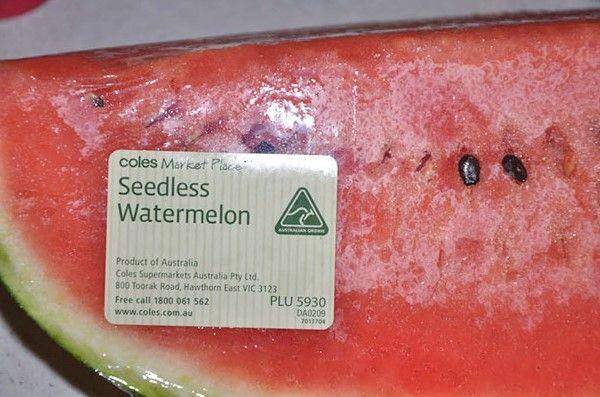 coles Market Place
Seedless
Watermelon
AUSTRALIAN GROWN
Product of Australia
Coles Supermarkets Australia Pty Ltd.
800 Toorak Road, Hawthorn East VIC 3123
Free call 1800 061 562
PLU 5930
www.coles.com.au
DA0209
7013704